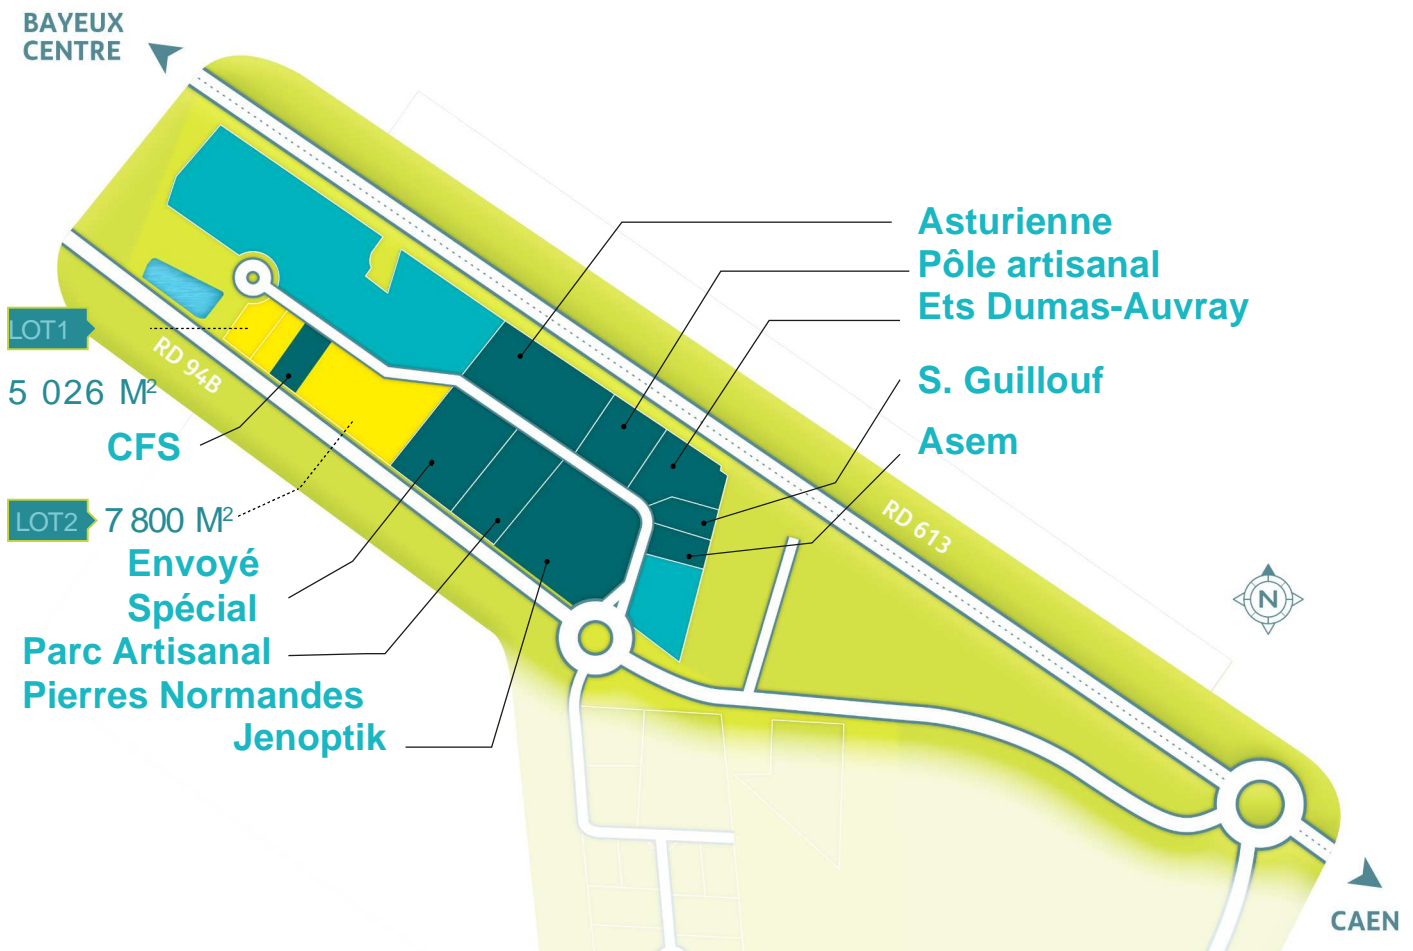 BAYEUX
CENTRE
Asturienne
Pôle artisanal
Ets Dumas-Auvray
LOT1
RD 94B
5 026 M²
S. Guillouf
CFS
Asem
LOT2 7 800 M²
RD 613
Envoyé
Spécial
N
Parc Artisanal
Pierres Normandes
Jenoptik
CAEN